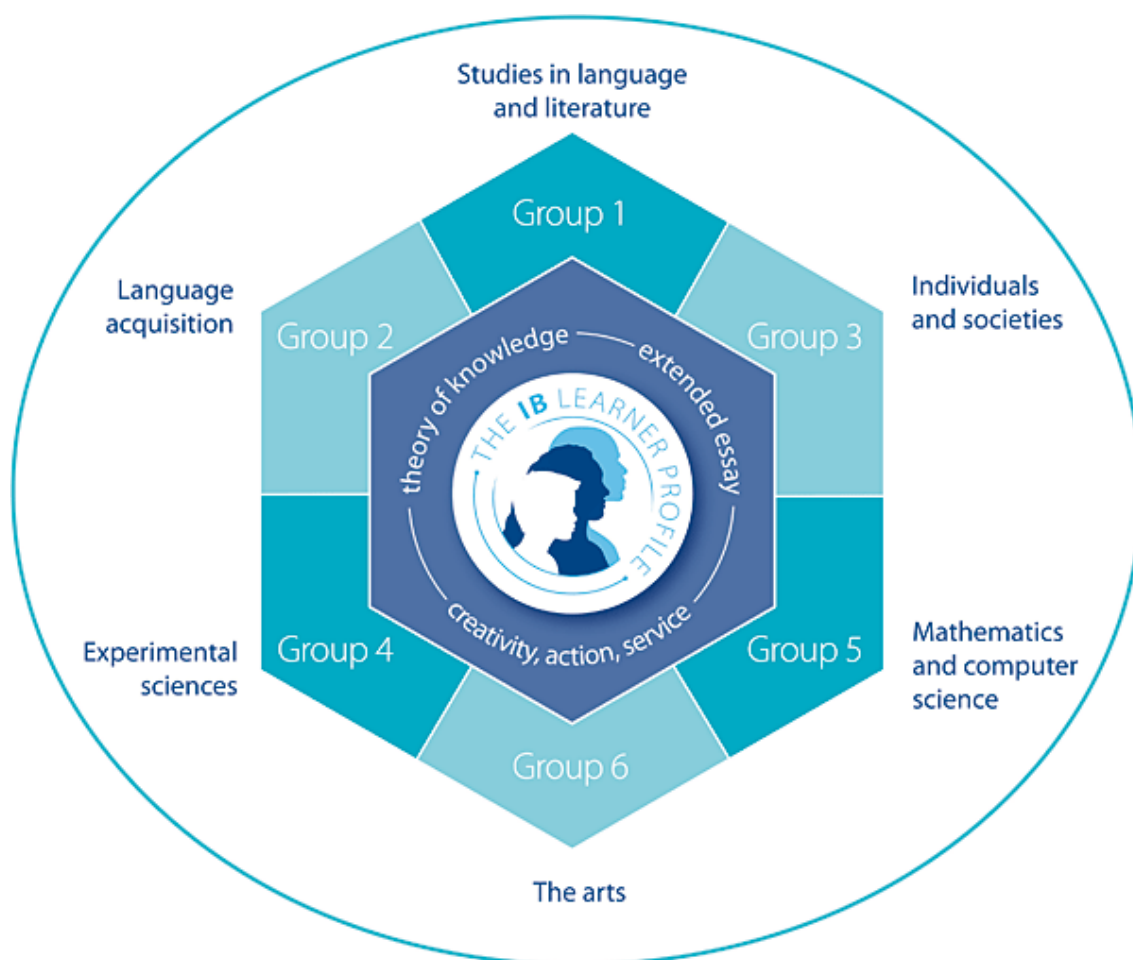 Studies in language
and literature
Group 1
Language
acquisition
Group 2
Group 3
Individuals
and societies
theory of knowledge
extended essay
THE IB LEARNER PROFILE
creativity, action, service
Experimental
sciences
Group 4
Group 5
Mathematics
and computer
science
Group 6
The arts